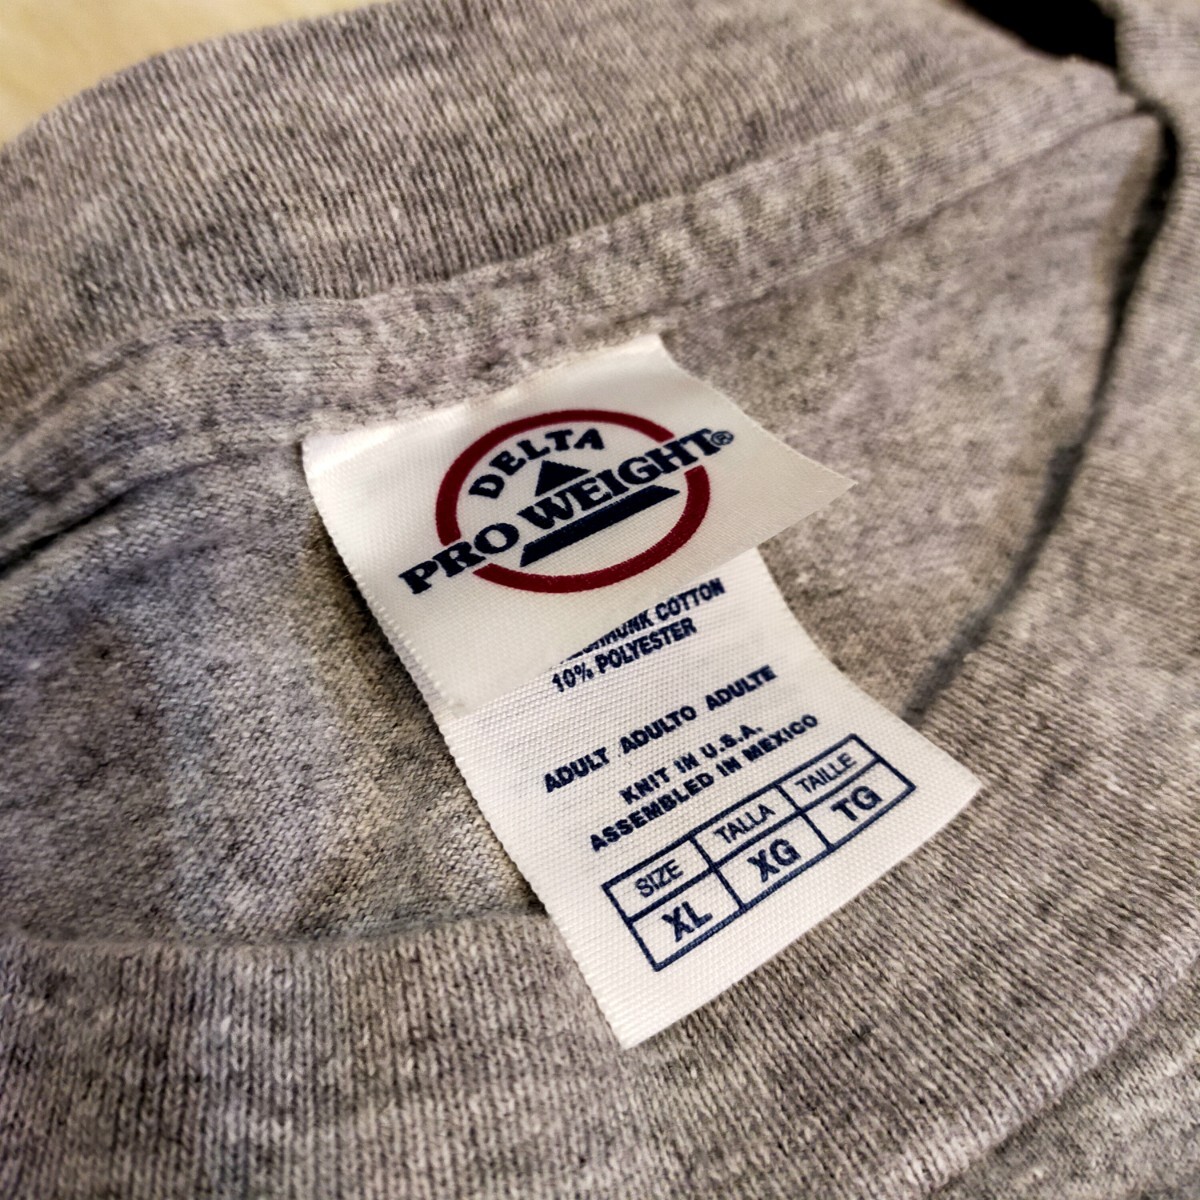 DELTA
PRO WEIGHT®
COTTON
10% POLYESTER
ADULT ADULTO ADULTE
KNIT IN U.S.A.
ASSEMBLED IN MEXICO
SIZE TALLA TAILLE
XL XG TG